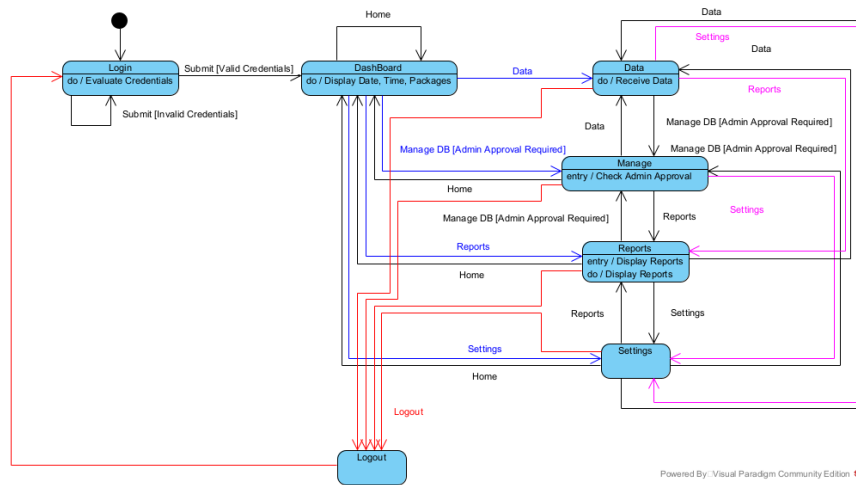 Home
Data
Settings
Login
do / Evaluate Credentials
Submit [Valid Credentials]
DashBoard
do / Display Date, Time, Packages
Data
Data
do / Receive Data
Data
Reports
Submit [Invalid Credentials]
Data
Manage DB [Admin Approval Required]
Manage DB [Admin Approval Required]
Manage DB [Admin Approval Required]
Manage
entry / Check Admin Approval
Home
Settings
Manage DB [Admin Approval Required]
Reports
Reports
Reports
entry / Display Reports
do / Display Reports
Home
Reports
Settings
Settings
Settings
Home
Logout
Logout
Powered By Visual Paradigm Community Edition